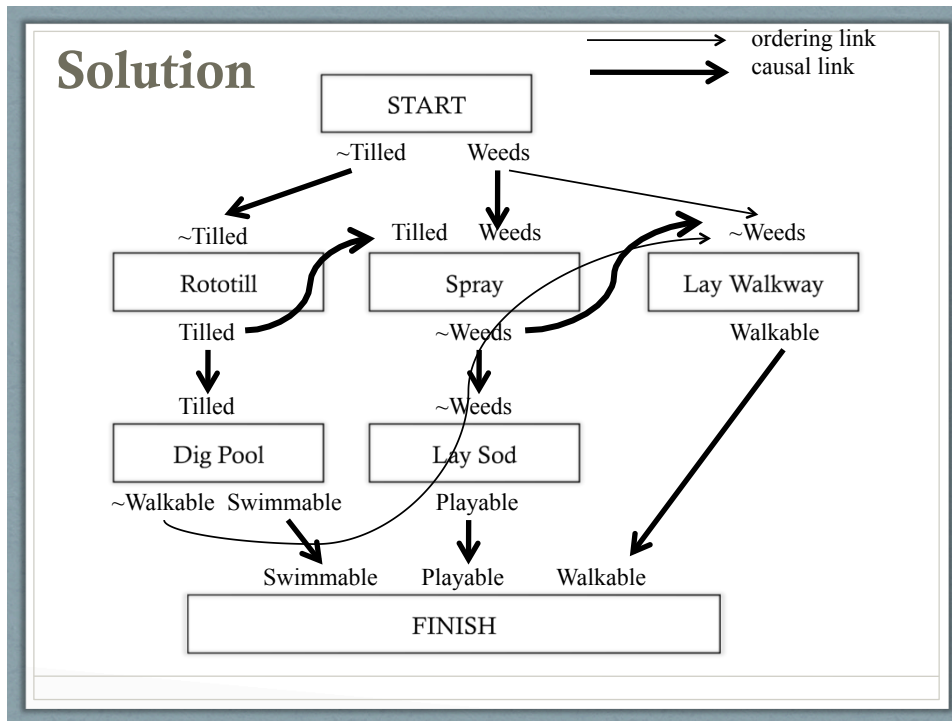 Solution
ordering link
causal link
START
~Tilled Weeds
~Tilled Tilled Weeds ~Weeds
Rototill Spray Lay Walkway
Tilled ~Weeds Walkable
Tilled ~Weeds
Dig Pool Lay Sod
~Walkable Swimmable Playable
Swimmable Playable Walkable
FINISH